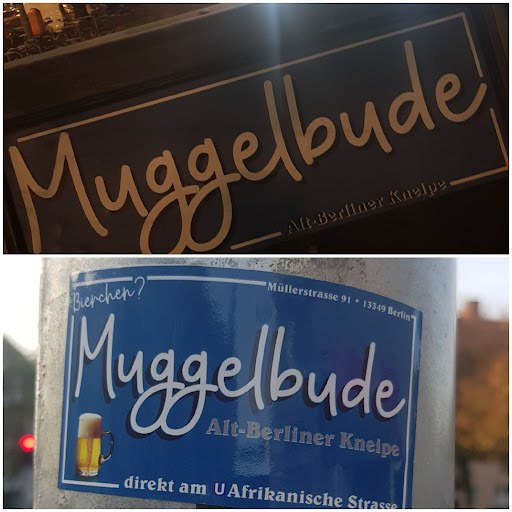 Muggelbude
Alt-Berliner Kneipe
Bierchen?
Müllerstrasse 91 • 13349 Berlin
Muggelbude
Alt-Berliner Kneipe
direkt am U Afrikanische Strasse